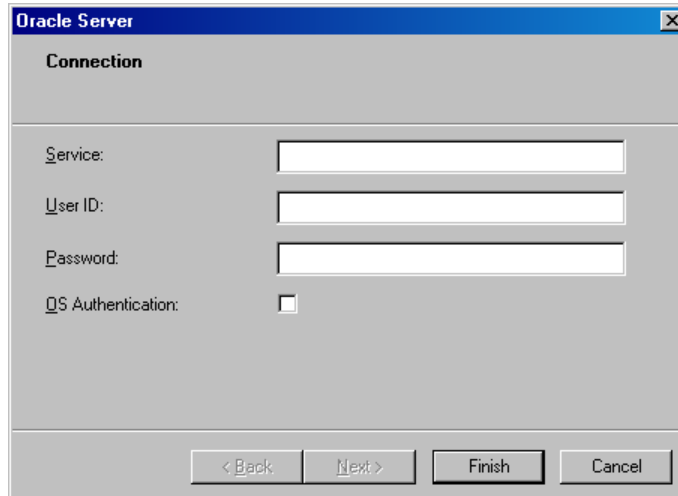 Oracle Server
Connection
Service:
User ID:
Password:
OS Authentication:
< Back Next > Finish Cancel